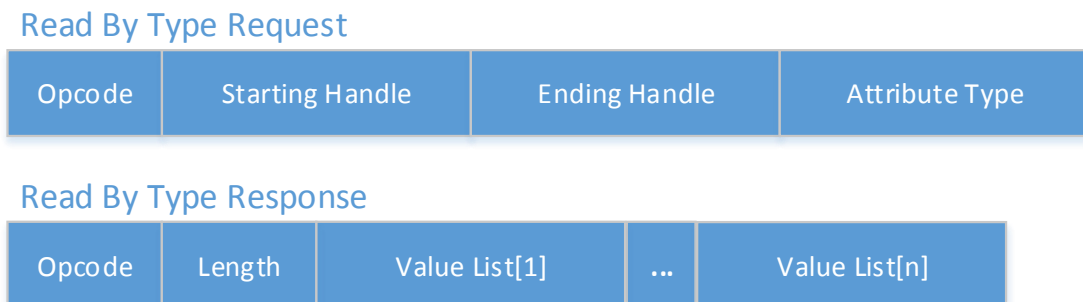 Read By Type Request
Opcode Starting Handle Ending Handle Attribute Type
Read By Type Response
Opcode Length Value List[1] ... Value List[n]